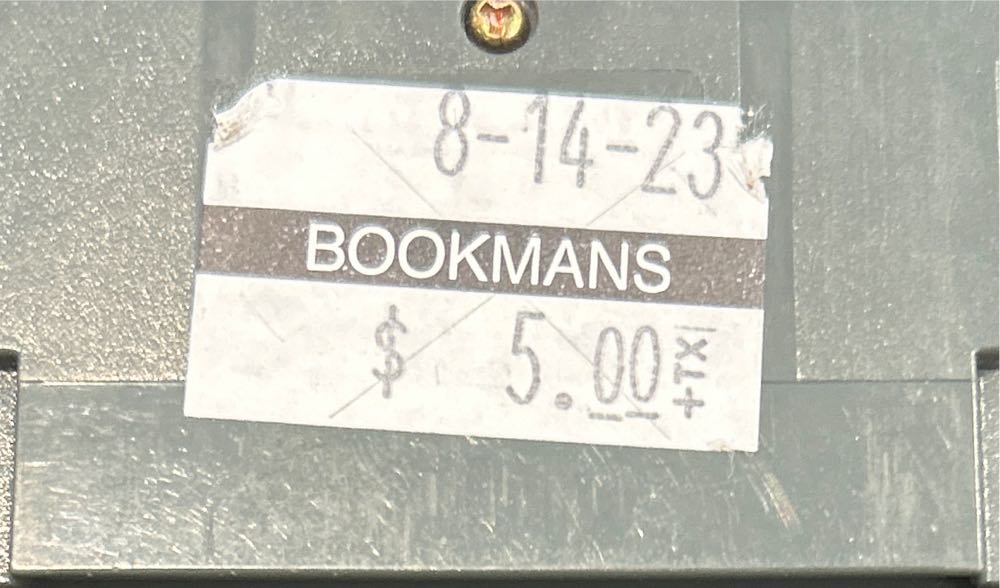 8-14-23
BOOKMANS
$ 5.00 +TX